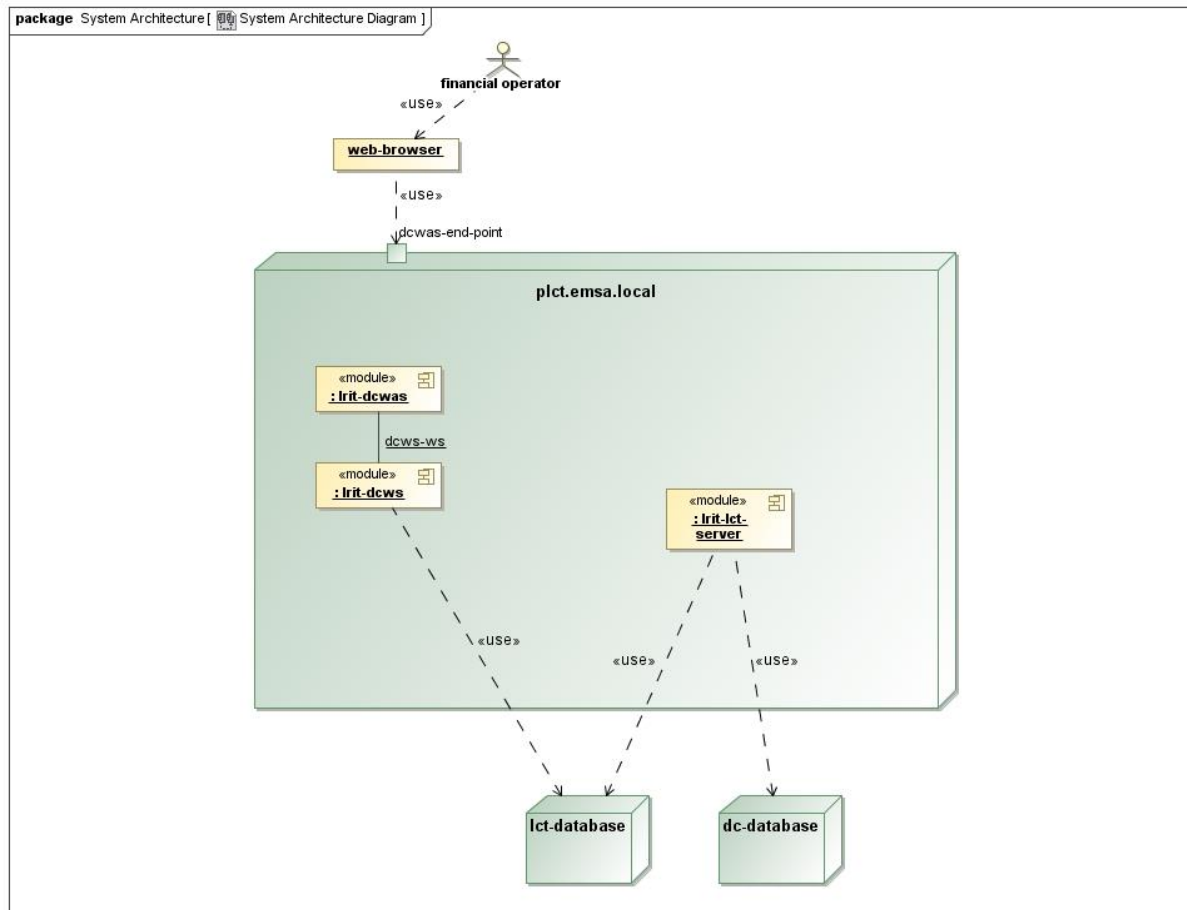 package System Architecture [ System Architecture Diagram ]
financial operator
«use»
web-browser
«use»
dcwas-end-point
plct.emsa.local
«module»
: lrit-dcwas
dcws-ws
«module»
: lrit-dcws
«module»
: lrit-lct-
server
«use»
«use»
«use»
lct-database
dc-database